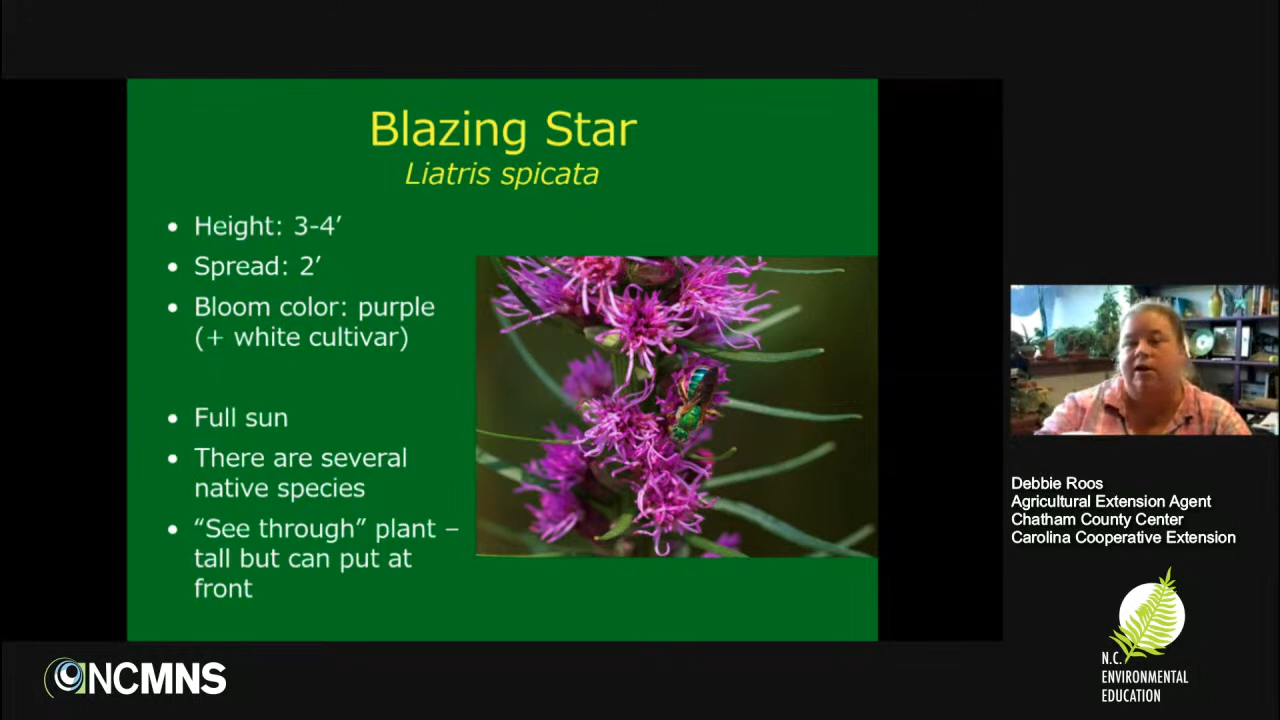 Blazing Star
Liatris spicata
• Height: 3-4’
• Spread: 2’
• Bloom color: purple
(+ white cultivar)
• Full sun
• There are several
native species
• “See through” plant –
tall but can put at
front
Debbie Roos
Agricultural Extension Agent
Chatham County Center
Carolina Cooperative Extension
NCMNS
N.C.
ENVIRONMENTAL
EDUCATION